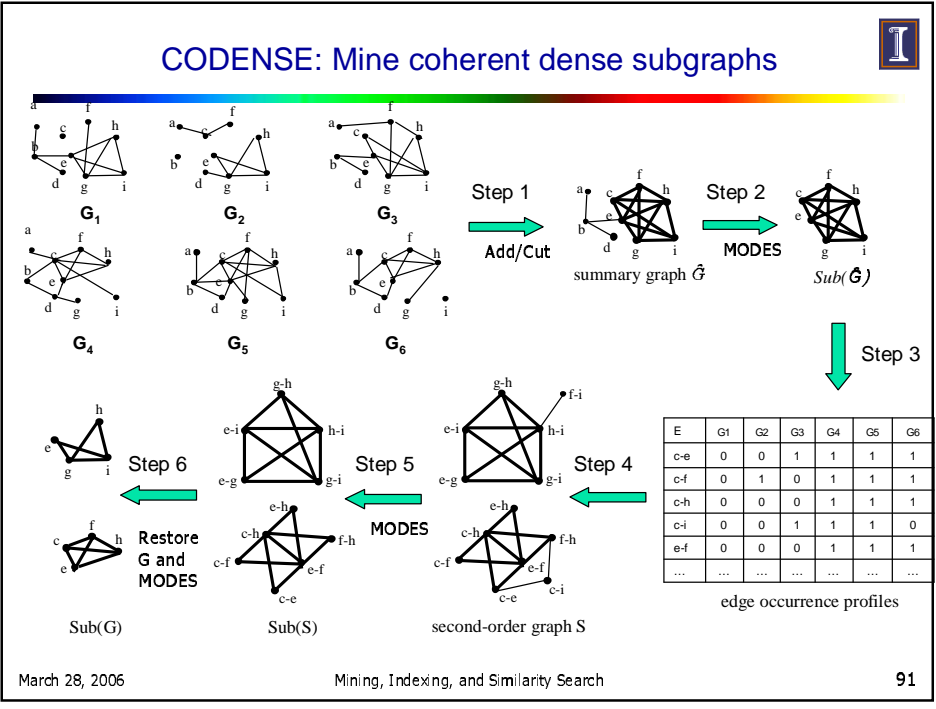 CODENSE: Mine coherent dense subgraphs
a
b
c
d
e
f
g
h
i
G1
a
b
c
d
e
f
g
h
i
G2
a
b
c
d
e
f
g
h
i
G3
a
b
c
d
e
f
g
h
i
G4
a
b
c
d
e
f
g
h
i
G5
a
b
c
d
e
f
g
h
i
G6
Step 1
Add/Cut
a
b
c
d
e
f
g
h
i
summary graph Ĝ
Step 2
MODES
c
e
f
g
h
i
Sub(Ĝ)
Step 3
E G1 G2 G3 G4 G5 G6
c-e 0 0 1 1 1 1
c-f 0 1 0 1 1 1
c-h 0 0 0 1 1 1
c-i 0 0 1 1 1 0
e-f 0 0 0 1 1 1
… … … … … … …
edge occurrence profiles
Step 4
g-h
f-i
e-i
h-i
e-g
g-i
e-h
c-h
f-h
c-f
e-f
c-i
c-e
second-order graph S
Step 5
MODES
g-h
e-i
h-i
e-g
g-i
e-h
c-h
f-h
c-f
e-f
c-e
Sub(S)
Step 6
Restore
G and
MODES
h
e
g
i
f
c
h
e
Sub(G)
March 28, 2006
Mining, Indexing, and Similarity Search
91
I